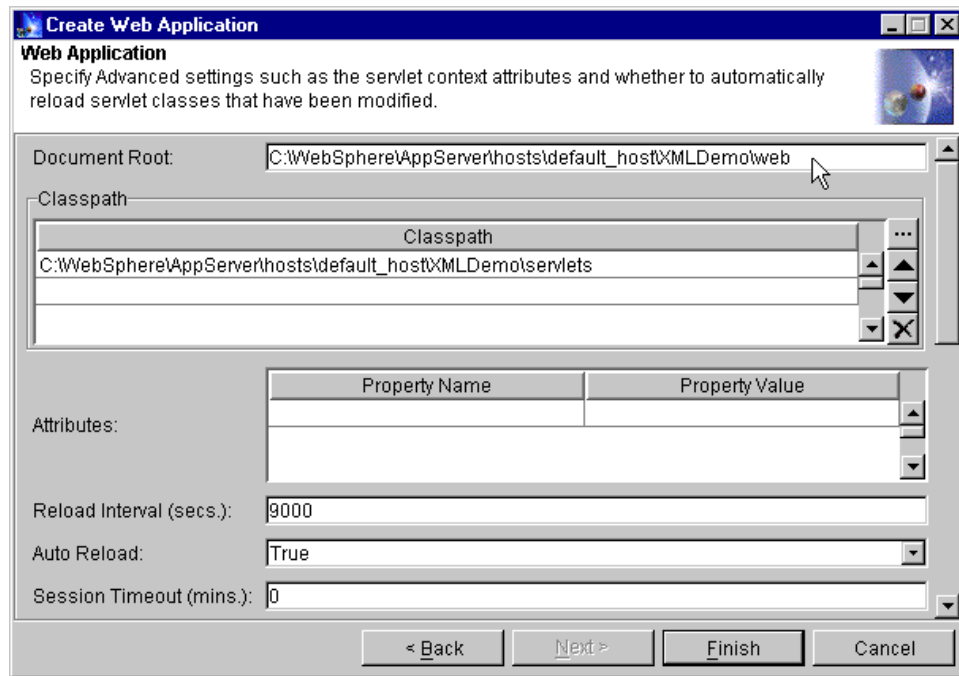 Create Web Application
Web Application
Specify Advanced settings such as the servlet context attributes and whether to automatically
reload servlet classes that have been modified.
Document Root: C:\WebSphere\AppServer\hosts\default_host\XMLDemo\web
Classpath
Classpath
...
C:\WebSphere\AppServer\hosts\default_host\XMLDemo\servlets
Property Name Property Value
Attributes:
Reload Interval (secs.): 9000
Auto Reload: True
Session Timeout (mins.): 0
< Back Next > Finish Cancel